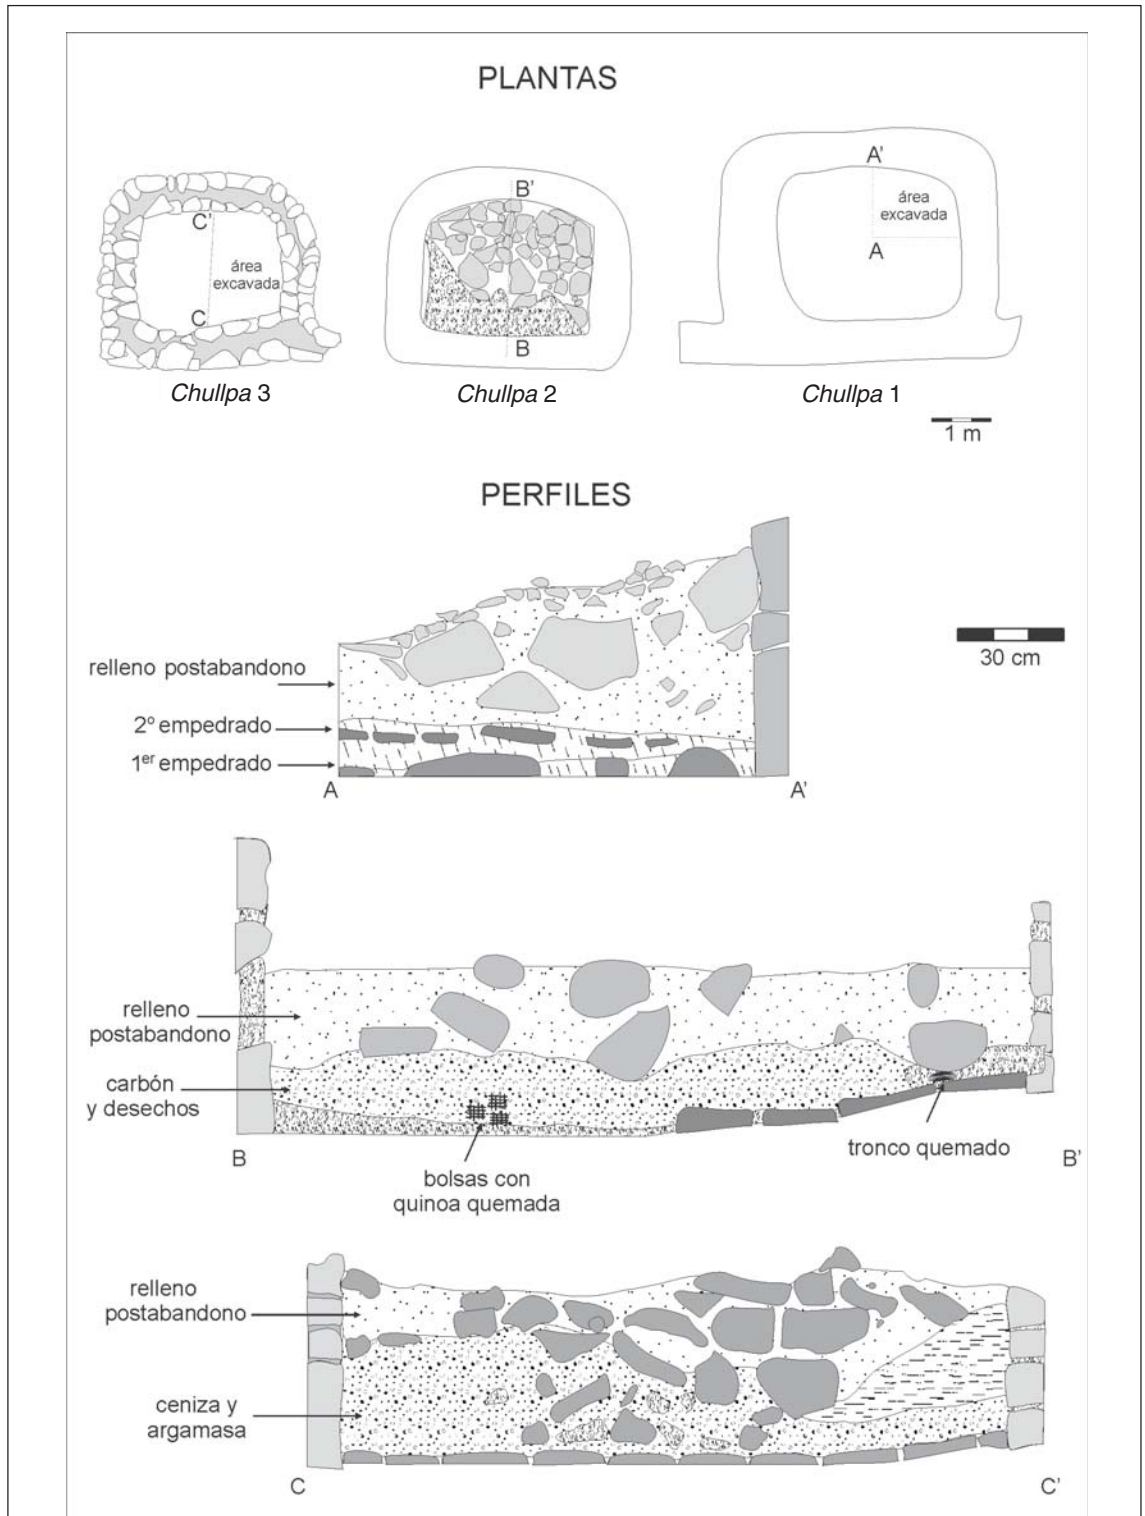 PLANTAS
C'
área
excavada
C
B'
B
A'
área
excavada
A
Chullpa 3
Chullpa 2
Chullpa 1
1 m
PERFILES
30 cm
relleno postabandono
2º empedrado
1er empedrado
A
A'
relleno
postabandono
carbón
y desechos
B
bolsas con
quinoa quemada
tronco quemado
B'
relleno
postabandono
ceniza y
argamasa
C
C'